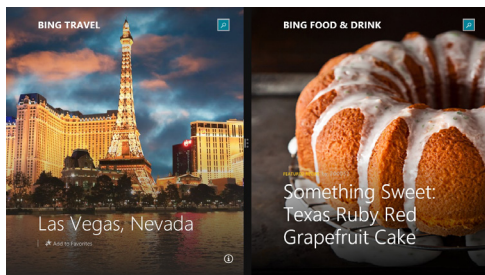 BING TRAVEL
Las Vegas, Nevada
Add to Favorites
BING FOOD & DRINK
Something Sweet:
Texas Ruby Red
Grapefruit Cake